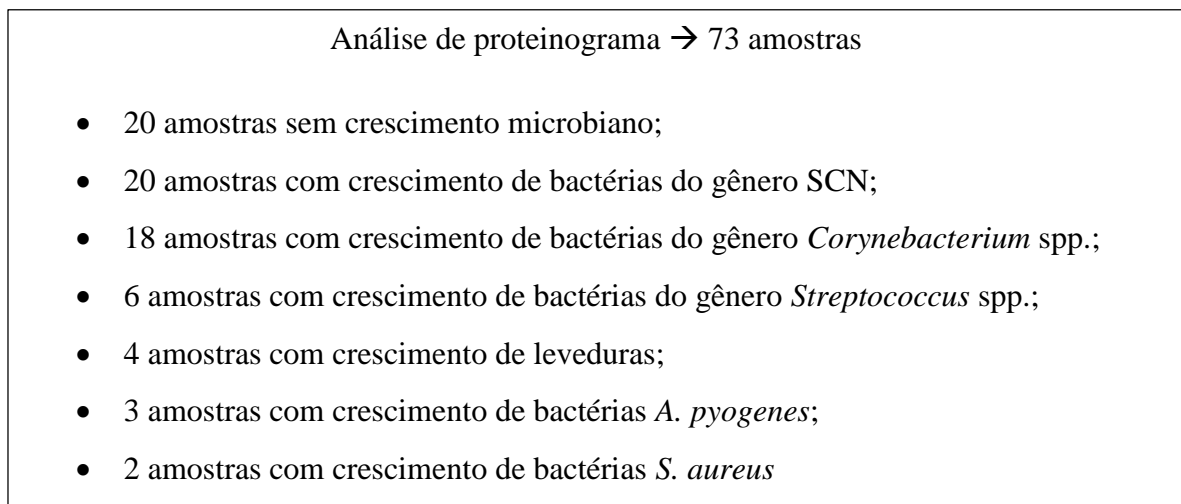 Análise de proteinograma → 73 amostras
• 20 amostras sem crescimento microbiano;
• 20 amostras com crescimento de bactérias do gênero SCN;
• 18 amostras com crescimento de bactérias do gênero Corynebacterium spp.;
• 6 amostras com crescimento de bactérias do gênero Streptococcus spp.;
• 4 amostras com crescimento de leveduras;
• 3 amostras com crescimento de bactérias A. pyogenes;
• 2 amostras com crescimento de bactérias S. aureus